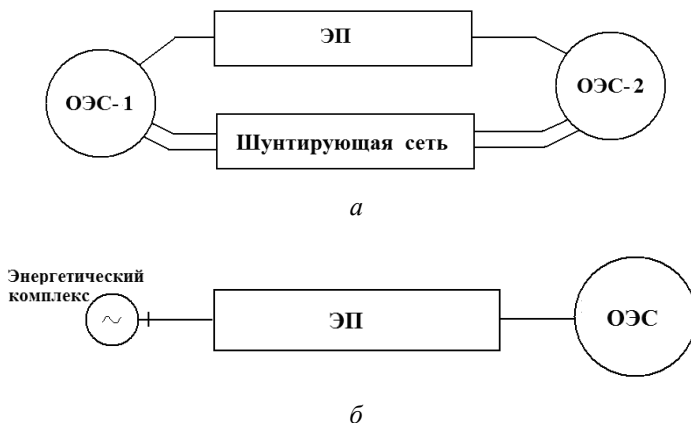 ЭП
ОЭС-1
ОЭС-2
Шунтирующая сеть
а
Энергетический
комплекс
ЭП
ОЭС
б